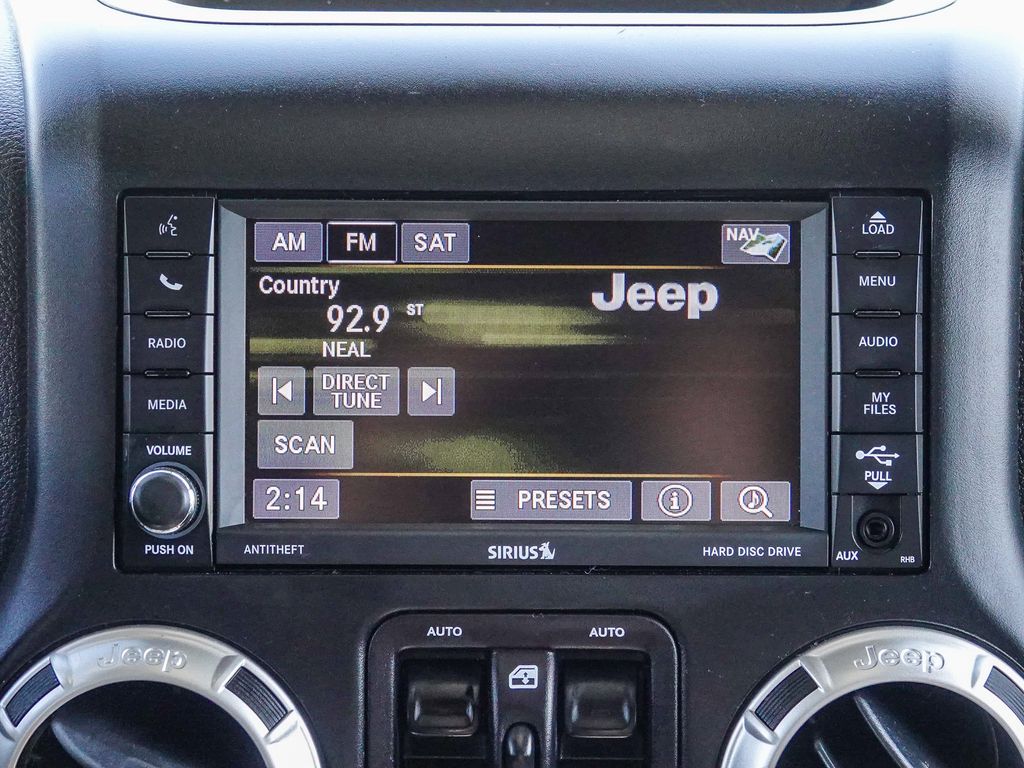 AM FM SAT NAV
Country
Jeep
92.9 ST
NEAL
DIRECT
TUNE
SCAN
2:14 PRESETS i
RADIO
MEDIA
VOLUME
PUSH ON
ANTITHEFT SIRIUS HARD DISC DRIVE
LOAD
MENU
AUDIO
MY
FILES
PULL
AUX RHB
AUTO AUTO
Jeep Jeep